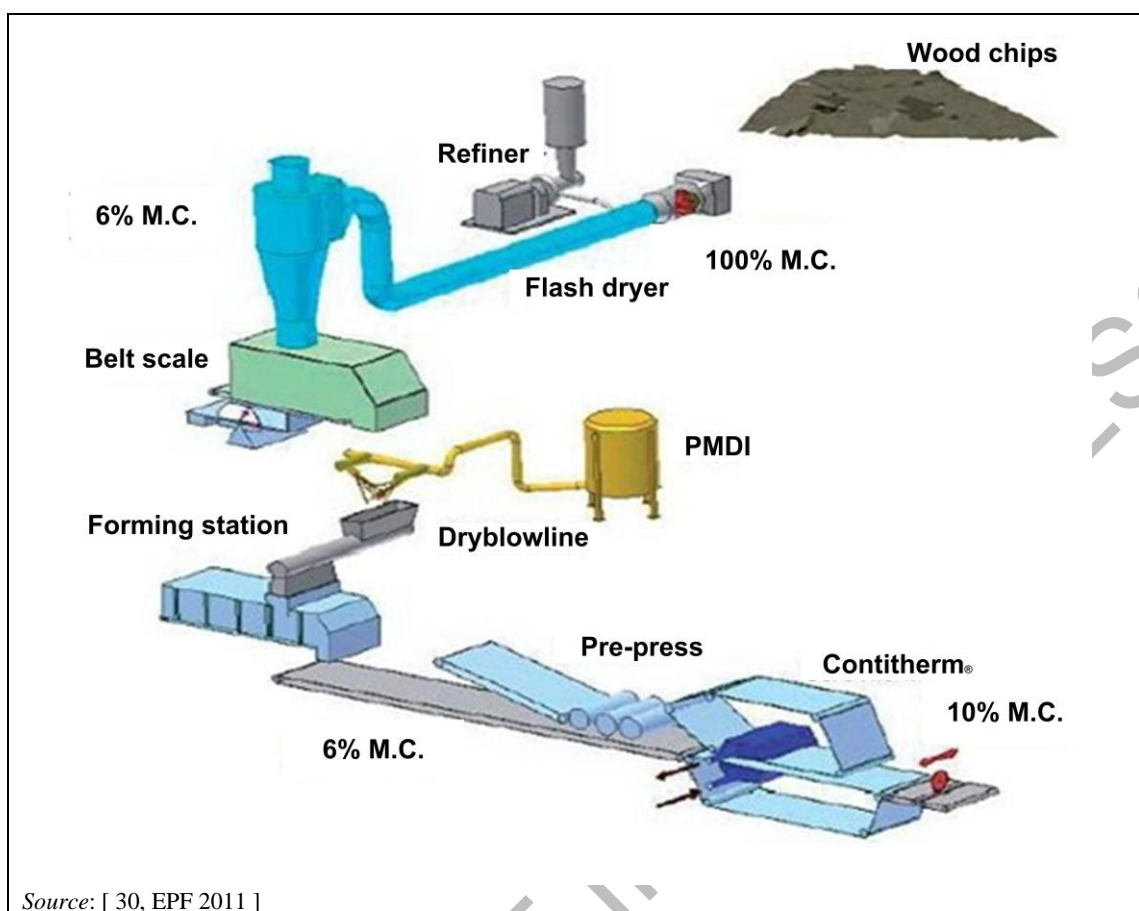 Wood chips
Refiner
6% M.C.
100% M.C.
Flash dryer
Belt scale
PMDI
Forming station
Dryblowline
Pre-press
Contitherm®
10% M.C.
6% M.C.
Source: [ 30, EPF 2011 ]